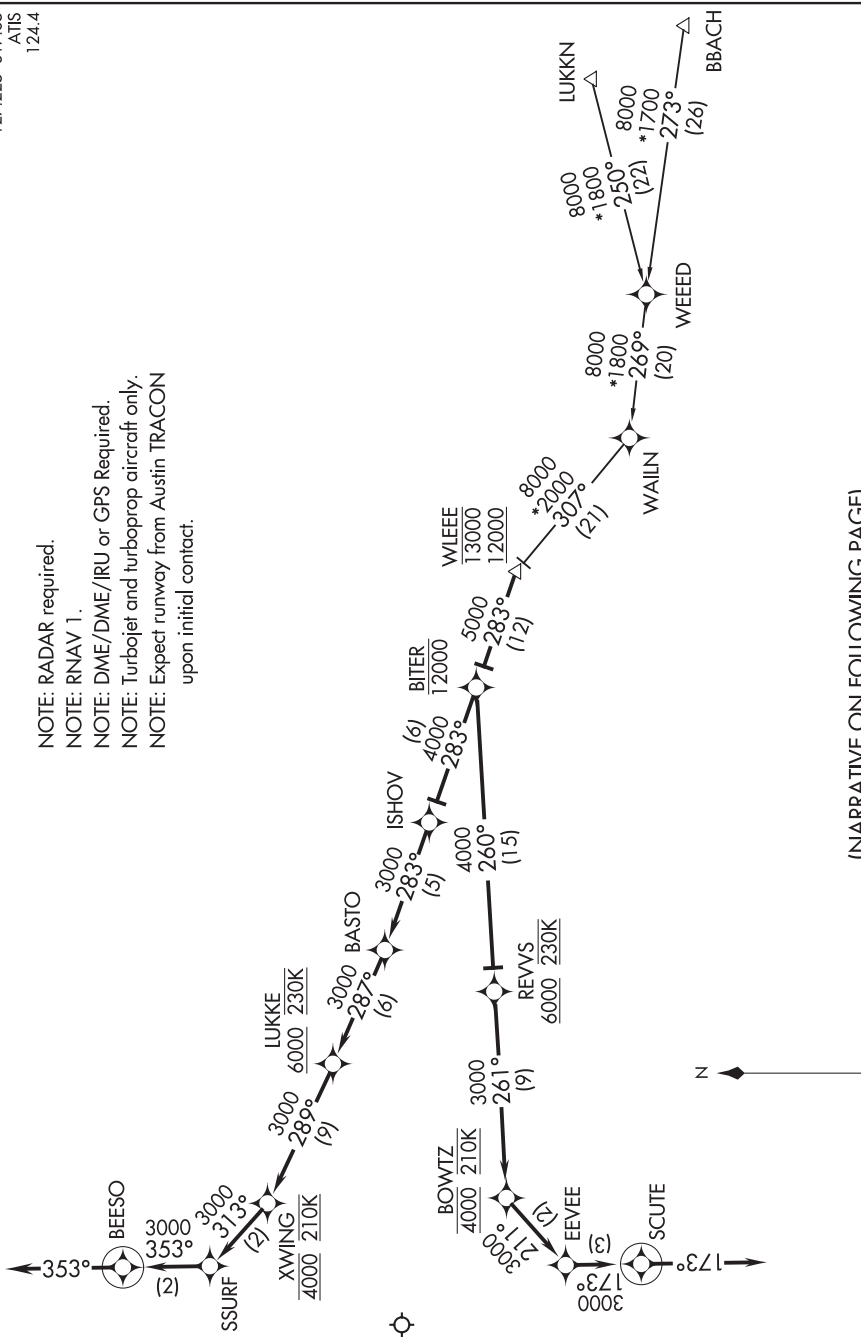 ATIS
124.4
NOTE: RADAR required.
NOTE: RNAV 1.
NOTE: DME/DME/IRU or GPS Required.
NOTE: Turbojet and turboprop aircraft only.
NOTE: Expect runway from Austin TRACON
upon initial contact.
LUKKN
8000
*1800
250°
(22)
BBACH
8000
*1700
273°
(26)
WEEED
8000
*1800
269°
(20)
WAILN
8000
*2000
307°
(21)
WLEEE
13000
12000
5000
283°
(12)
BITER
12000
(6)
4000
283°
ISHOV
3000
283°
(5)
BASTO
3000
287°
(6)
LUKKE
6000 230K
3000
289°
(9)
XWING
4000 210K
3000
313°
(2)
SSURF
3000
353°
(2)
BEESO
353°
4000
260°
(15)
REVVS
6000 230K
3000
261°
(9)
BOWTZ
4000 210K
3000
211°
(2)
EEVEE
3000
173°
(3)
SCUTE
173°
N
(NARRATIVE ON FOLLOWING PAGE)